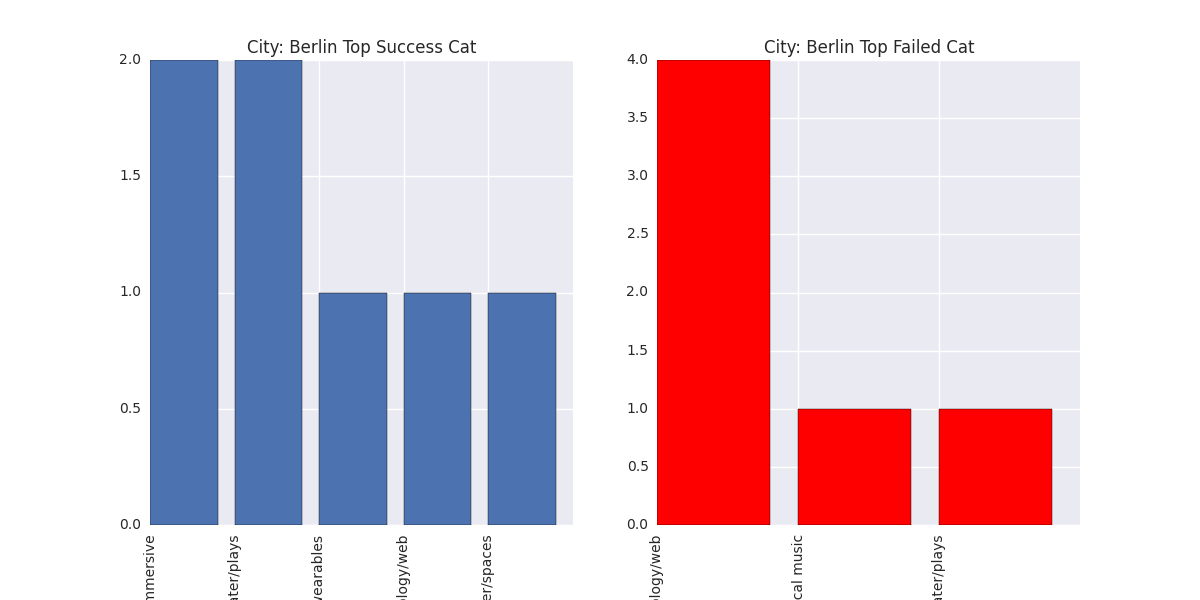 City: Berlin Top Success Cat
2.0
1.5
1.0
0.5
0.0
mmersive
ater/plays
wearables
ology/web
er/spaces
City: Berlin Top Failed Cat
4.0
3.5
3.0
2.5
2.0
1.5
1.0
0.5
0.0
ology/web
cal music
ater/plays